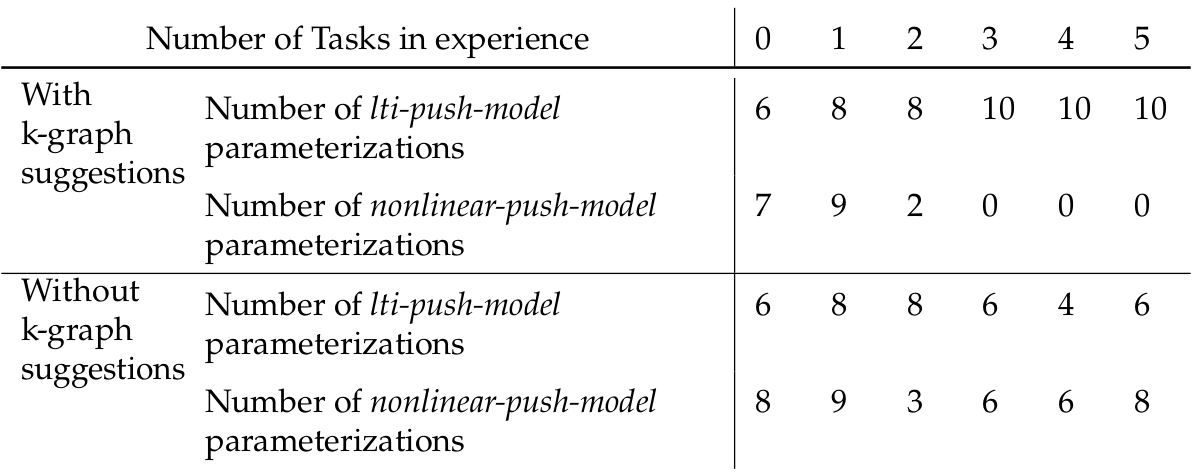 Number of Tasks in experience 0 1 2 3 4 5
With
k-graph
suggestions
Number of lti-push-model 6 8 8 10 10 10
parameterizations
Number of nonlinear-push-model 7 9 2 0 0 0
parameterizations
Without
k-graph
suggestions
Number of lti-push-model 6 8 8 6 4 6
parameterizations
Number of nonlinear-push-model 8 9 3 6 6 8
parameterizations